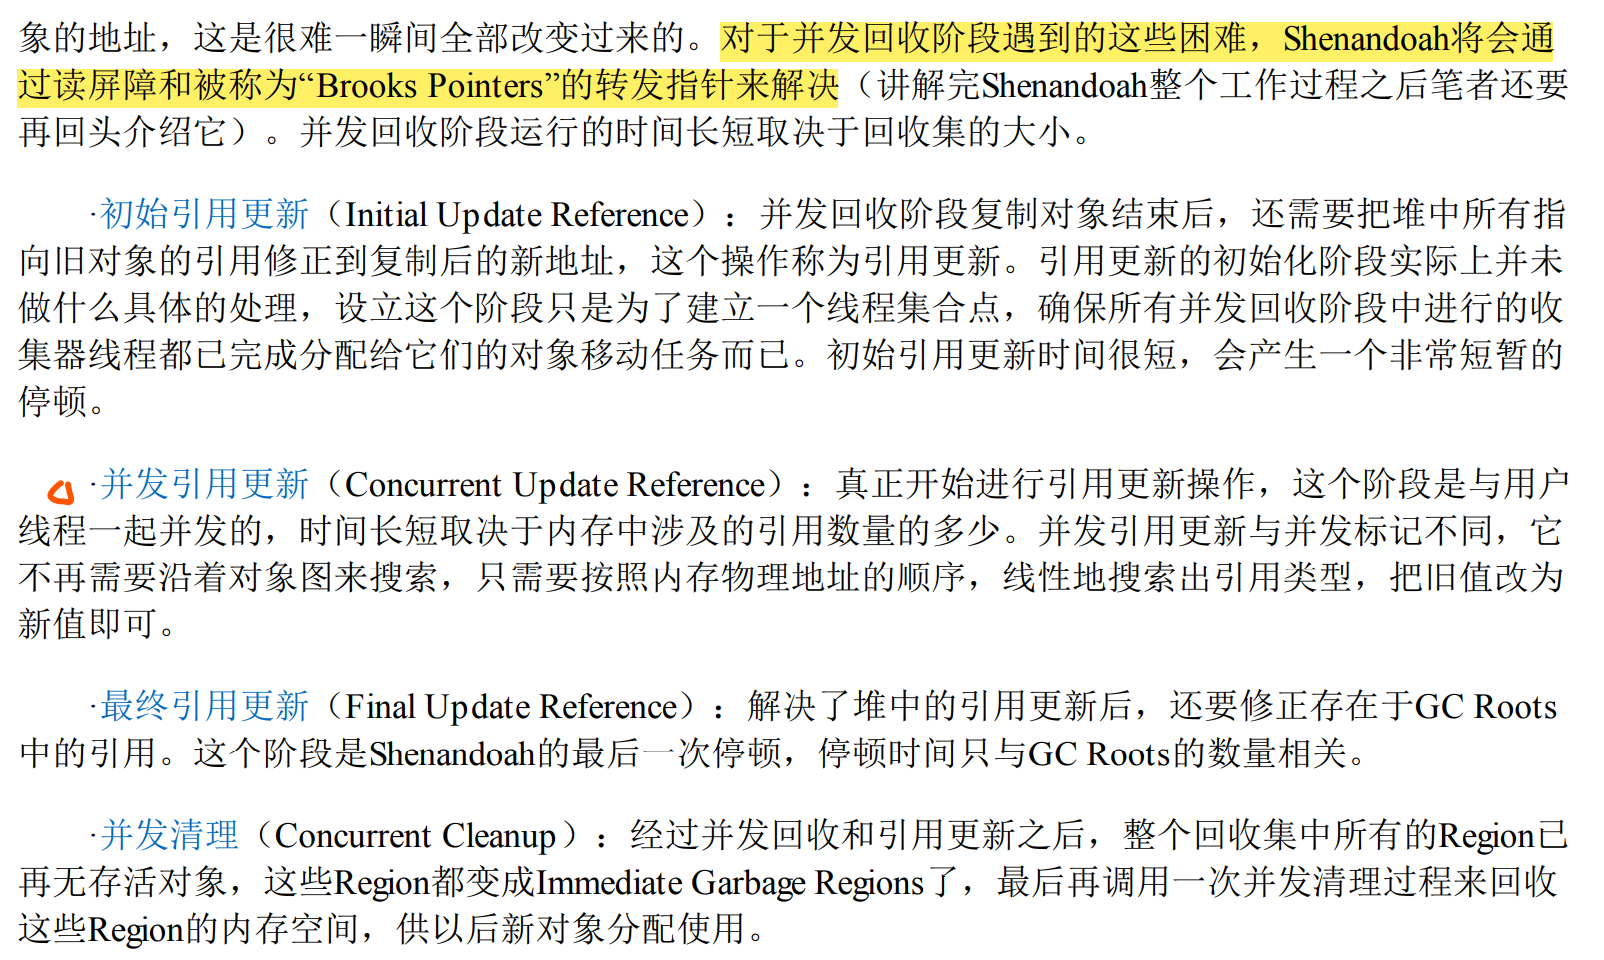 象的地址，这是很难一瞬间全部改变过来的。对于并发回收阶段遇到的这些困难，Shenandoah将会通
过读屏障和被称为“Brooks Pointers”的转发指针来解决（讲解完Shenandoah整个工作过程之后笔者还要
再回头介绍它）。并发回收阶段运行的时间长短取决于回收集的大小。
·初始引用更新（Initial Update Reference）：并发回收阶段复制对象结束后，还需要把堆中所有指
向旧对象的引用修正到复制后的新地址，这个操作称为引用更新。引用更新的初始化阶段实际上并未
做什么具体的处理，设立这个阶段只是为了建立一个线程集合点，确保所有并发回收阶段中进行的收
集器线程都已完成分配给它们的对象移动任务而已。初始引用更新时间很短，会产生一个非常短暂的
停顿。
·并发引用更新（Concurrent Update Reference）：真正开始进行引用更新操作，这个阶段是与用户
线程一起并发的，时间长短取决于内存中涉及的引用数量的多少。并发引用更新与并发标记不同，它
不再需要沿着对象图来搜索，只需要按照内存物理地址的顺序，线性地搜索出引用类型，把旧值改为
新值即可。
·最终引用更新（Final Update Reference）：解决了堆中的引用更新后，还要修正存在于GC Roots
中的引用。这个阶段是Shenandoah的最后一次停顿，停顿时间只与GC Roots的数量相关。
·并发清理（Concurrent Cleanup）：经过并发回收和引用更新之后，整个回收集中所有的Region已
再无存活对象，这些Region都变成Immediate Garbage Regions了，最后再调用一次并发清理过程来回收
这些Region的内存空间，供以后新对象分配使用。